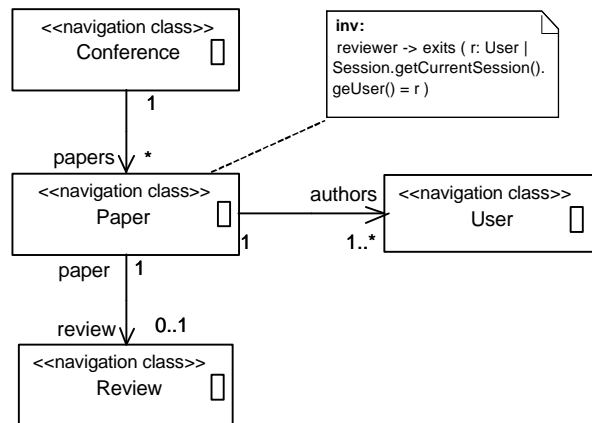 <<navigation class>>
Conference
inv:
reviewer -> exits ( r: User |
Session.getCurrentSession().
geUser() = r )
1
papers
*
<<navigation class>>
Paper
authors
<<navigation class>>
User
1
1..*
paper
1
review
0..1
<<navigation class>>
Review